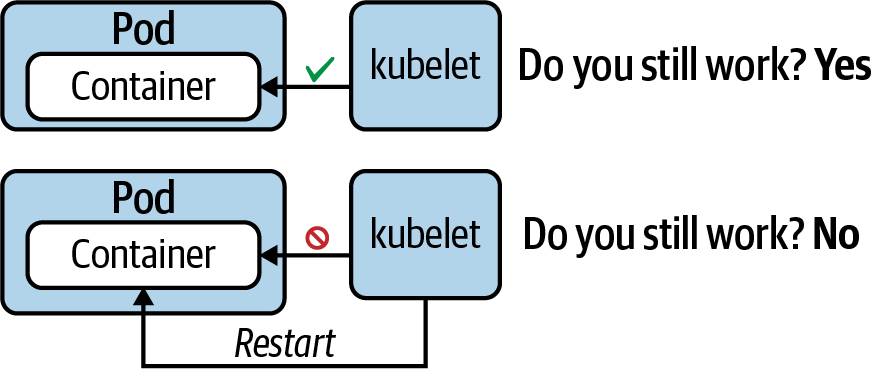 Pod
Container
kubelet
Do you still work? Yes
Pod
Container
kubelet
Do you still work? No
Restart